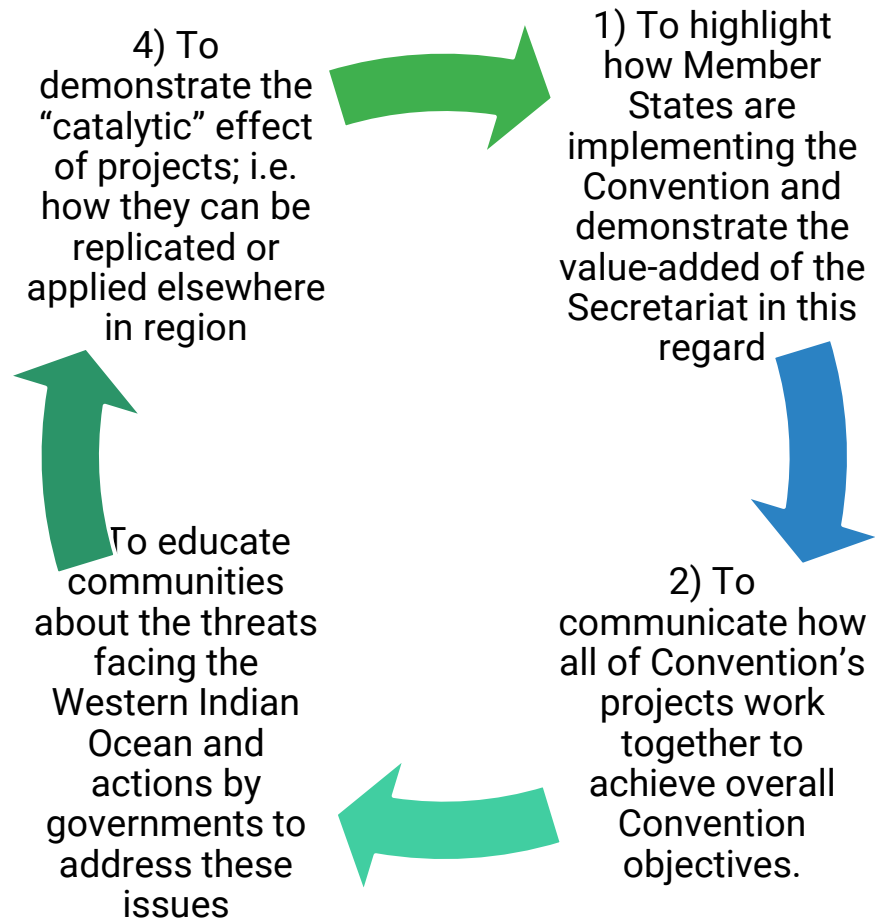 1) To highlight
how Member
States are
implementing the
Convention and
demonstrate the
value-added of the
Secretariat in this
regard
2) To
communicate how
all of Convention’s
projects work
together to
achieve overall
Convention
objectives.
To educate
communities
about the threats
facing the
Western Indian
Ocean and
actions by
governments to
address these
issues
4) To
demonstrate the
“catalytic” effect
of projects; i.e.
how they can be
replicated or
applied elsewhere
in region